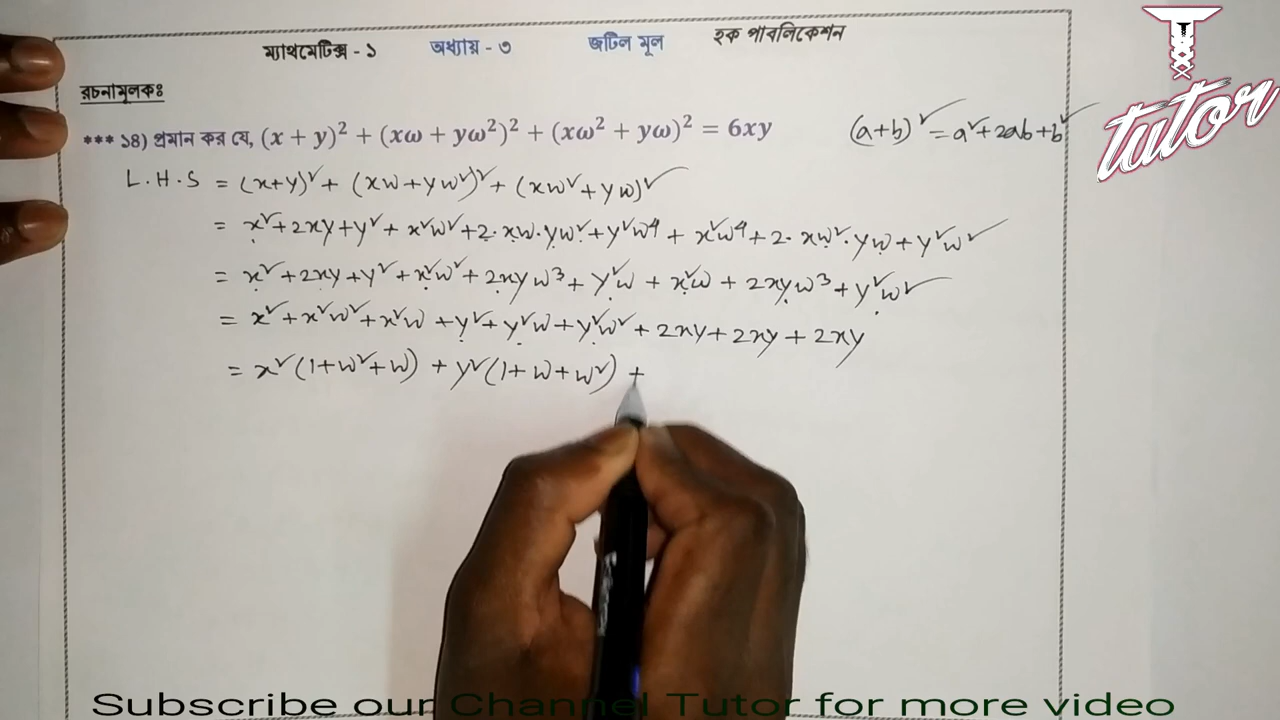 ম্যাথমেটিক্স - ১ অধ্যায় - ৩ জটিল মূল হক পাবলিকেশন
T tutor
রচনামূলকঃ
*** ১৪) প্রমান কর যে, (x + y)² + (xω + yω²)² + (xω² + yω)² = 6xy (a+b)² = a²+2ab+b²
L.H.S = (x+y)² + (xω+yω²)² + (xω²+yω)²
= x²+2xy+y² + x²ω²+2·xω·yω²+y²ω⁴ + x²ω⁴+2·xω²·yω+y²ω²
= x²+2xy+y²+x²ω²+2xyω³+y²ω + x²ω + 2xyω³+y²ω²
= x²+x²ω²+x²ω+y²+y²ω+y²ω²+2xy+2xy+2xy
= x²(1+ω²+ω) + y²(1+ω+ω²) +
Subscribe our Channel Tutor for more video